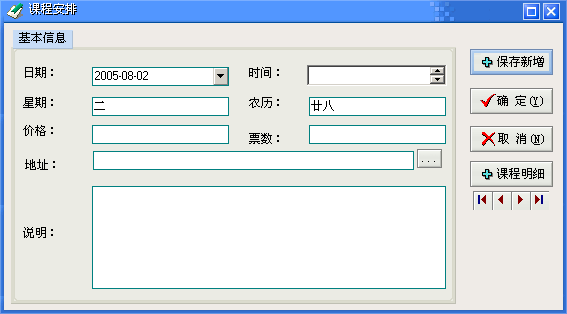 课程安排
基本信息
日期：
2005-08-02
时间：
保存新增
星期：
二
农历：
廿八
确 定(Y)
价格：
票数：
取 消(N)
地址：
...
课程明细
说明：